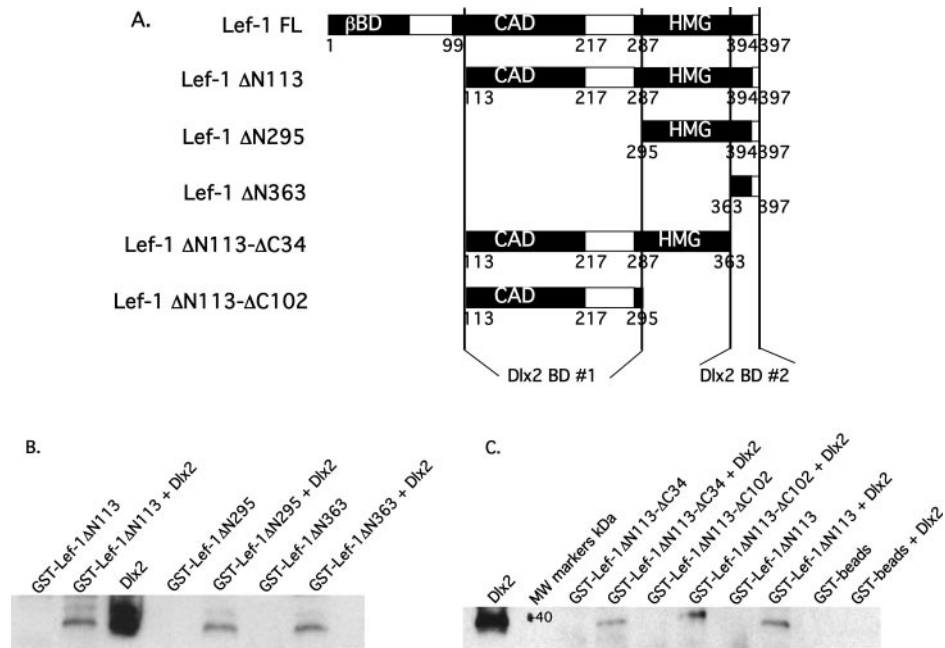 A.
Lef-1 FL
βBD CAD HMG
1 99 217 287 394 397
Lef-1 ΔN113
CAD HMG
113 217 287 394 397
Lef-1 ΔN295
HMG
295 394 397
Lef-1 ΔN363
363 397
Lef-1 ΔN113-ΔC34
CAD HMG
113 217 287 363
Lef-1 ΔN113-ΔC102
CAD
113 217 295
Dlx2 BD #1 Dlx2 BD #2
B.
GST-Lef-1ΔN113
GST-Lef-1ΔN113 + Dlx2
Dlx2
GST-Lef-1ΔN295
GST-Lef-1ΔN295 + Dlx2
GST-Lef-1ΔN363
GST-Lef-1ΔN363 + Dlx2
C.
Dlx2
MW markers kDa
GST-Lef-1ΔN113-ΔC34
GST-Lef-1ΔN113-ΔC34 + Dlx2
GST-Lef-1ΔN113-ΔC102
GST-Lef-1ΔN113-ΔC102 + Dlx2
GST-Lef-1ΔN113
GST-Lef-1ΔN113 + Dlx2
GST-beads
GST-beads + Dlx2
40